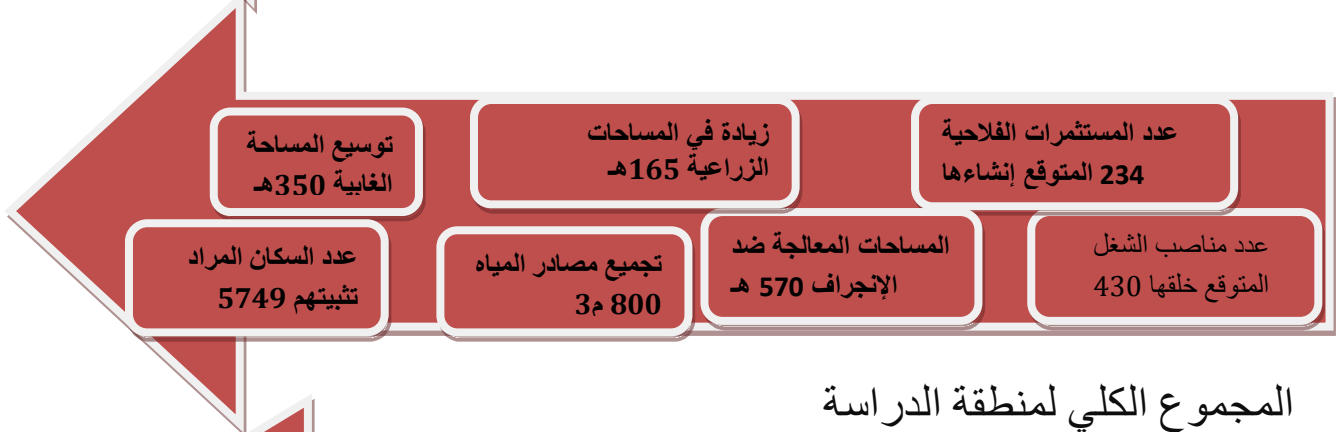 عدد المستثمرات الفلاحية
234 المتوقع إنشاءها
زيادة في المساحات
الزراعية 165هـ
توسيع المساحة
الغابية 350هـ
عدد مناصب الشغل
المتوقع خلقها 430
المساحات المعالجة ضد
الإنجراف 570 هـ
تجميع مصادر المياه
800 م3
عدد السكان المراد
تثبيتهم 5749
المجموع الكلي لمنطقة الدراسة